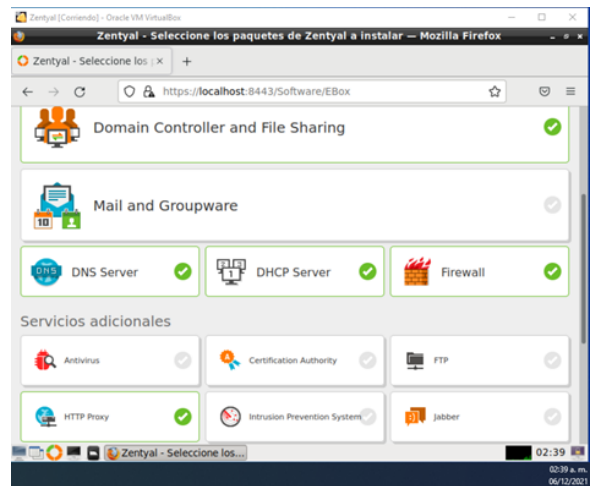 Zentyal [Corriendo] - Oracle VM VirtualBox
Zentyal - Seleccione los paquetes de Zentyal a instalar — Mozilla Firefox
Zentyal - Seleccione los
https://localhost:8443/Software/EBox
Domain Controller and File Sharing
10
Mail and Groupware
DNS
DNS Server
1
DHCP Server
Firewall
Servicios adicionales
Antivirus
Certification Authority
FTP
HTTP Proxy
Intrusion Prevention System
Jabber
Zentyal - Seleccione los...
02:39
02:39 a. m.
06/12/2021